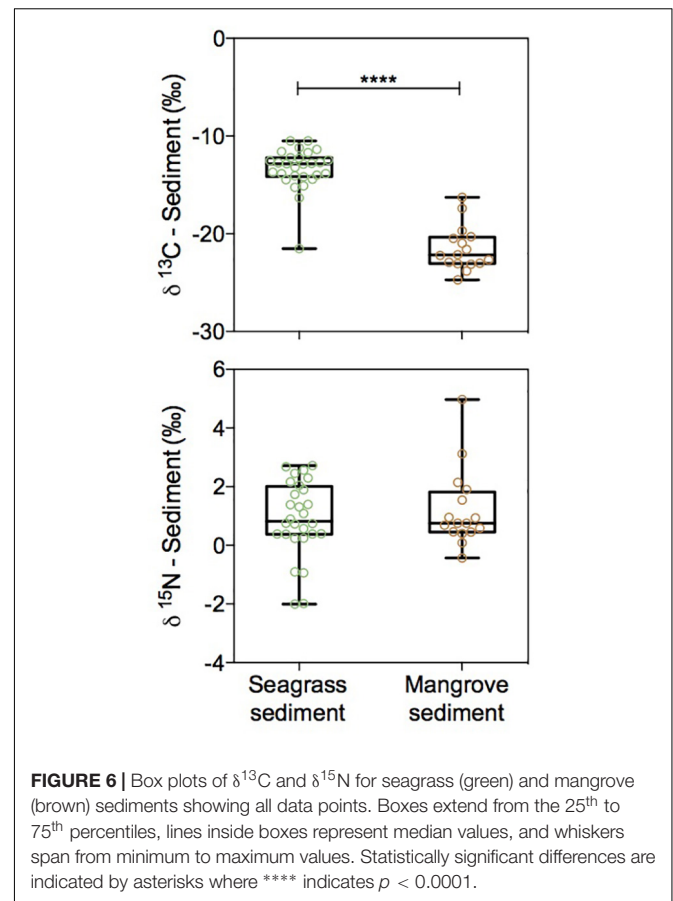 0
-10
-20
-30
δ 13C - Sediment (‰)
****
6
4
2
0
-2
-4
δ 15N - Sediment (‰)
Seagrass sediment
Mangrove sediment
FIGURE 6 | Box plots of δ13C and δ15N for seagrass (green) and mangrove
(brown) sediments showing all data points. Boxes extend from the 25th to
75th percentiles, lines inside boxes represent median values, and whiskers
span from minimum to maximum values. Statistically significant differences are
indicated by asterisks where **** indicates p < 0.0001.